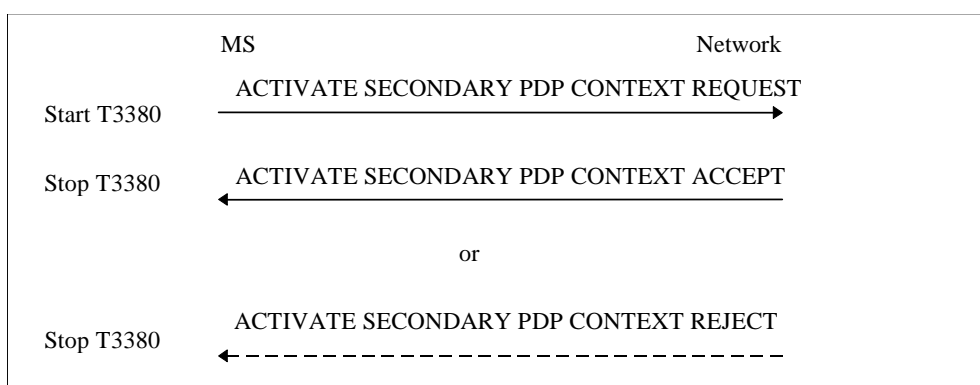 MS Network
ACTIVATE SECONDARY PDP CONTEXT REQUEST
Start T3380
Stop T3380 ACTIVATE SECONDARY PDP CONTEXT ACCEPT
or
ACTIVATE SECONDARY PDP CONTEXT REJECT
Stop T3380